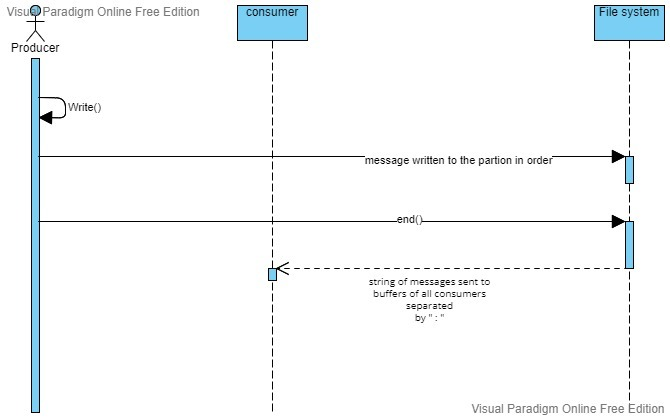 Visual Paradigm Online Free Edition
consumer
File system
Producer
Write()
message written to the partion in order
end()
string of messages sent to
buffers of all consumers
separated
by " : "
Visual Paradigm Online Free Edition